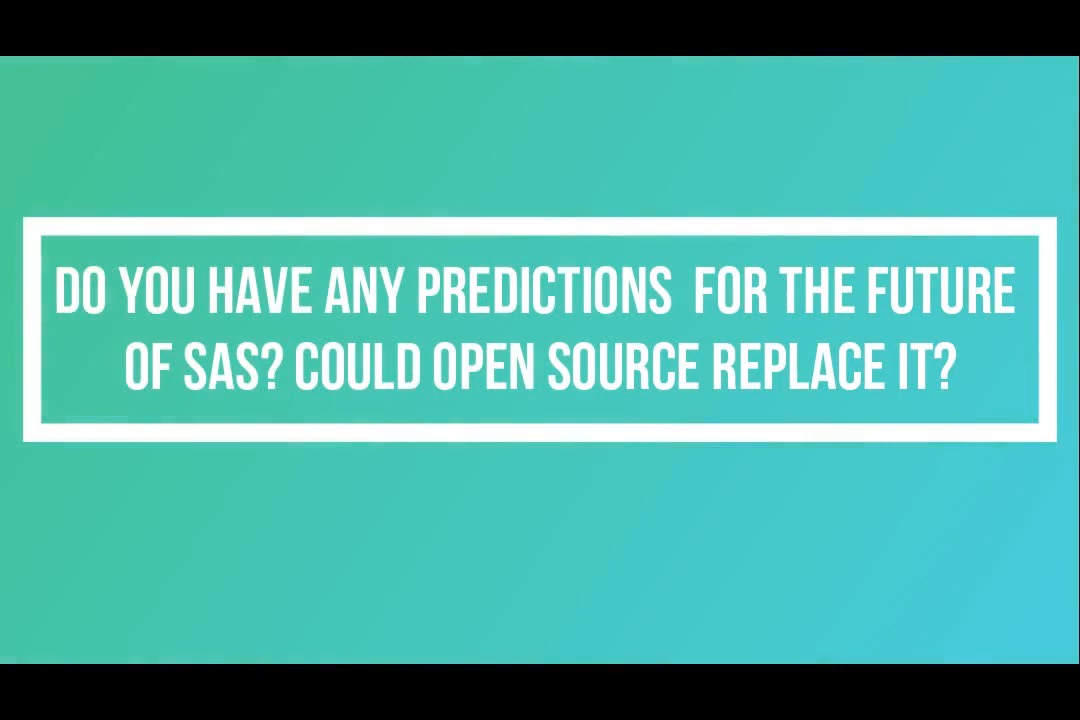 DO YOU HAVE ANY PREDICTIONS FOR THE FUTURE
OF SAS? COULD OPEN SOURCE REPLACE IT?